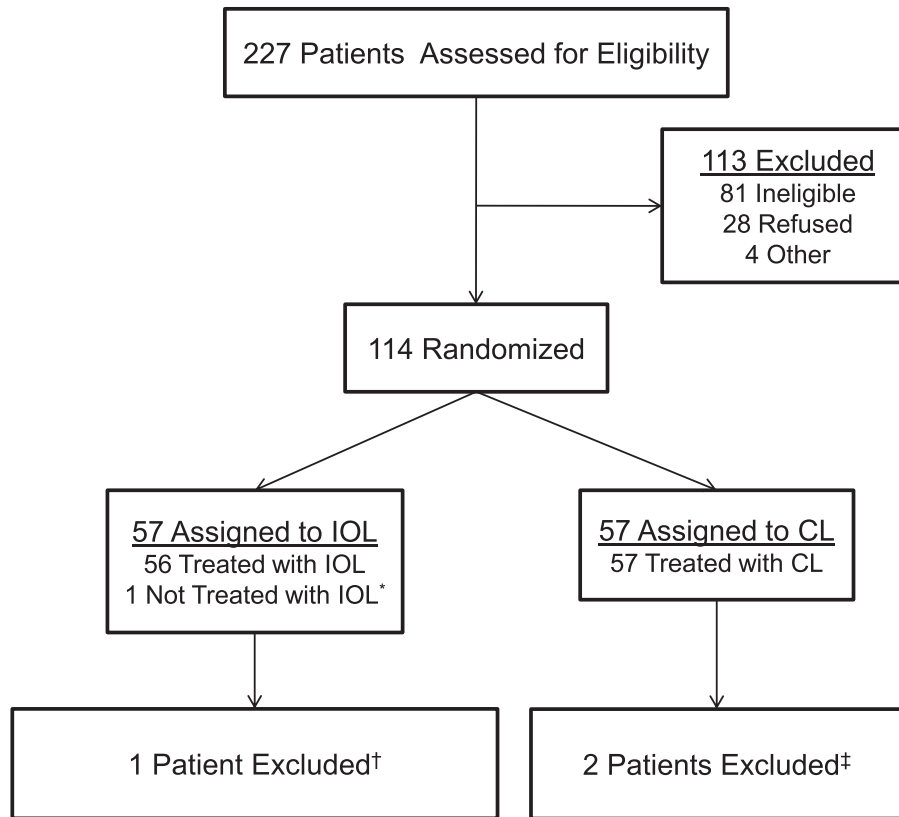 227 Patients Assessed for Eligibility
113 Excluded
81 Ineligible
28 Refused
4 Other
114 Randomized
57 Assigned to IOL
56 Treated with IOL
1 Not Treated with IOL*
57 Assigned to CL
57 Treated with CL
1 Patient Excluded†
2 Patients Excluded‡